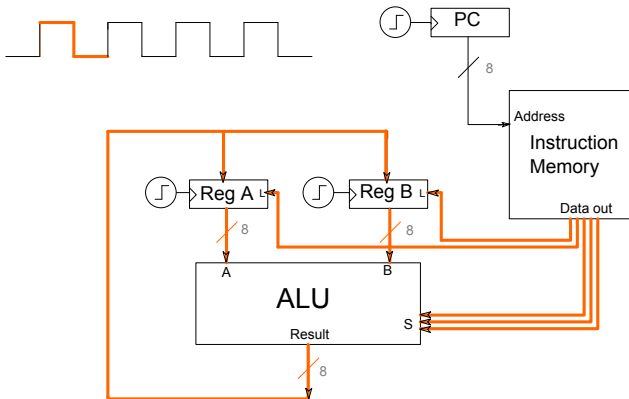 PC
8
Address
Instruction
Memory
Data out
Reg A L
Reg B L
8
8
A
B
ALU
S
Result
8